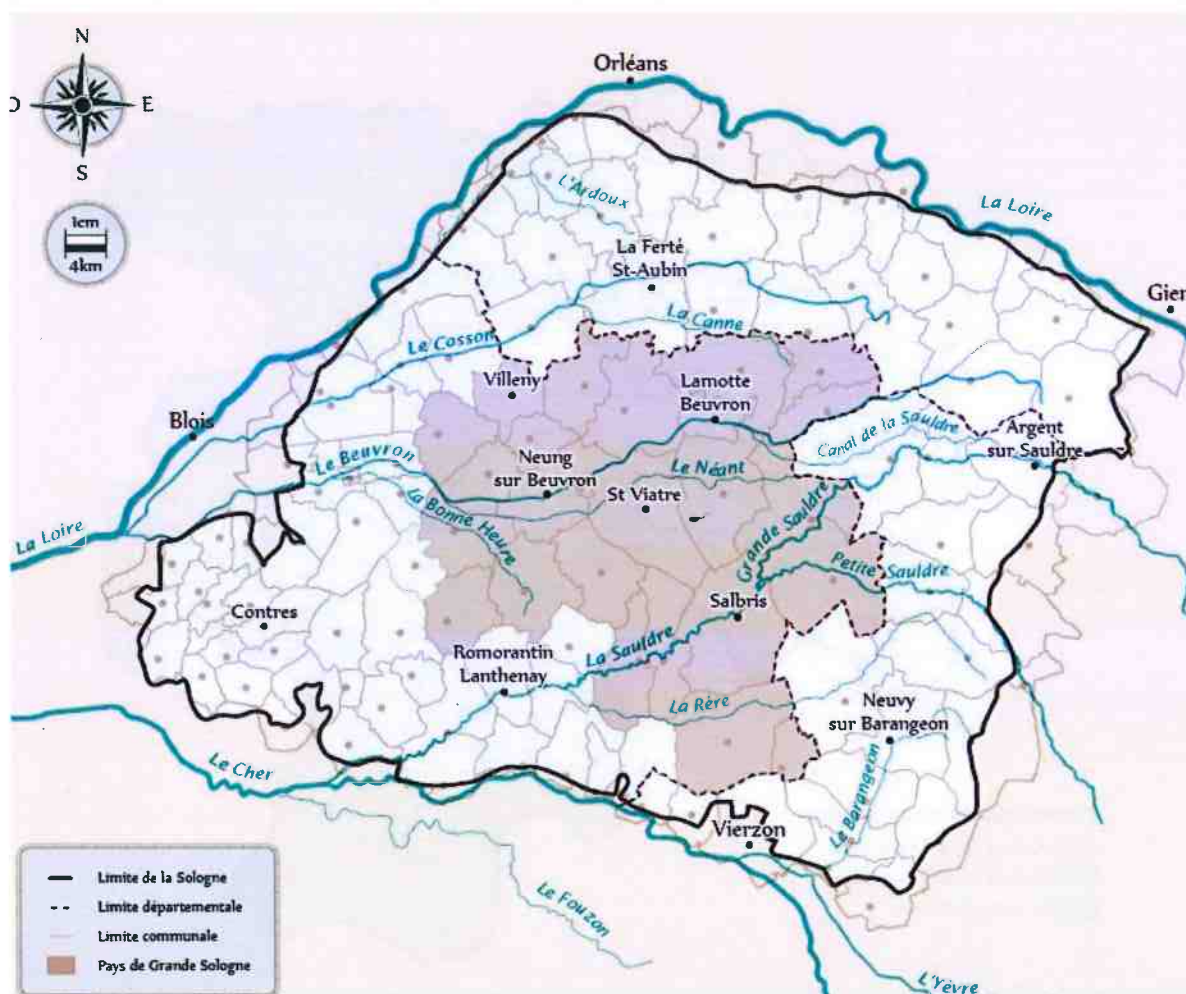 N
E
S
1cm
4km
Orléans
L'Ardoux
La Loire
La Ferté
St-Aubin
Gien
La Canne
Le Cosson
Villeny
Lamotte
Beuvron
Blois
Canal de la Sauldre
Argent
sur Sauldre
Le Beuvron
Neung
sur Beuvron
Le Néant
St Viatre
La Bonne Heure
La Loire
Grande Sauldre
Petite Sauldre
Contres
Salbris
Romorantin
Lanthenay
La Sauldre
La Rère
Neuvy
sur Barangeon
Le Cher
Le Barangeon
Vierzon
Le Fouzon
L'Yèvre
Limite de la Sologne
Limite départementale
Limite communale
Pays de Grande Sologne